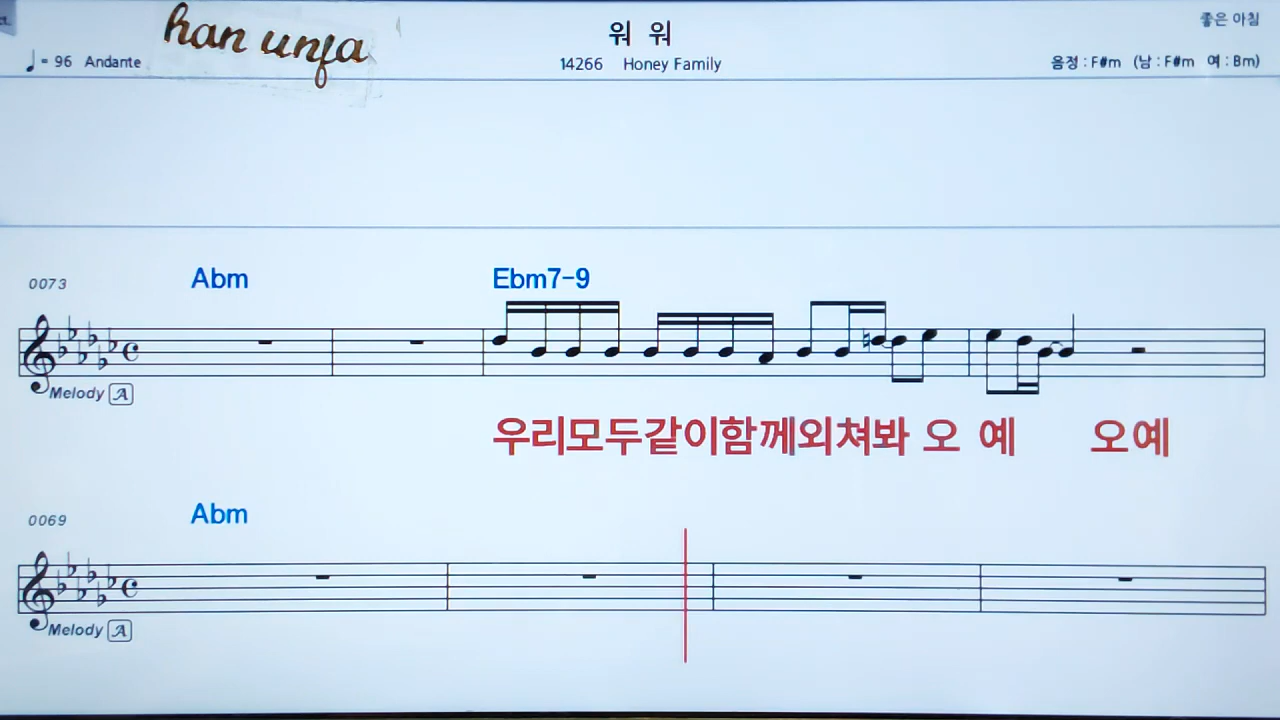 han unfa
워 워
좋은 아침
♩= 96 Andante
14266 Honey Family
음정 : F#m (남 : F#m 여 : Bm)
0073
Abm
Ebm7-9
Melody A
우리모두같이함께외쳐봐 오 예 오예
0069
Abm
Melody A